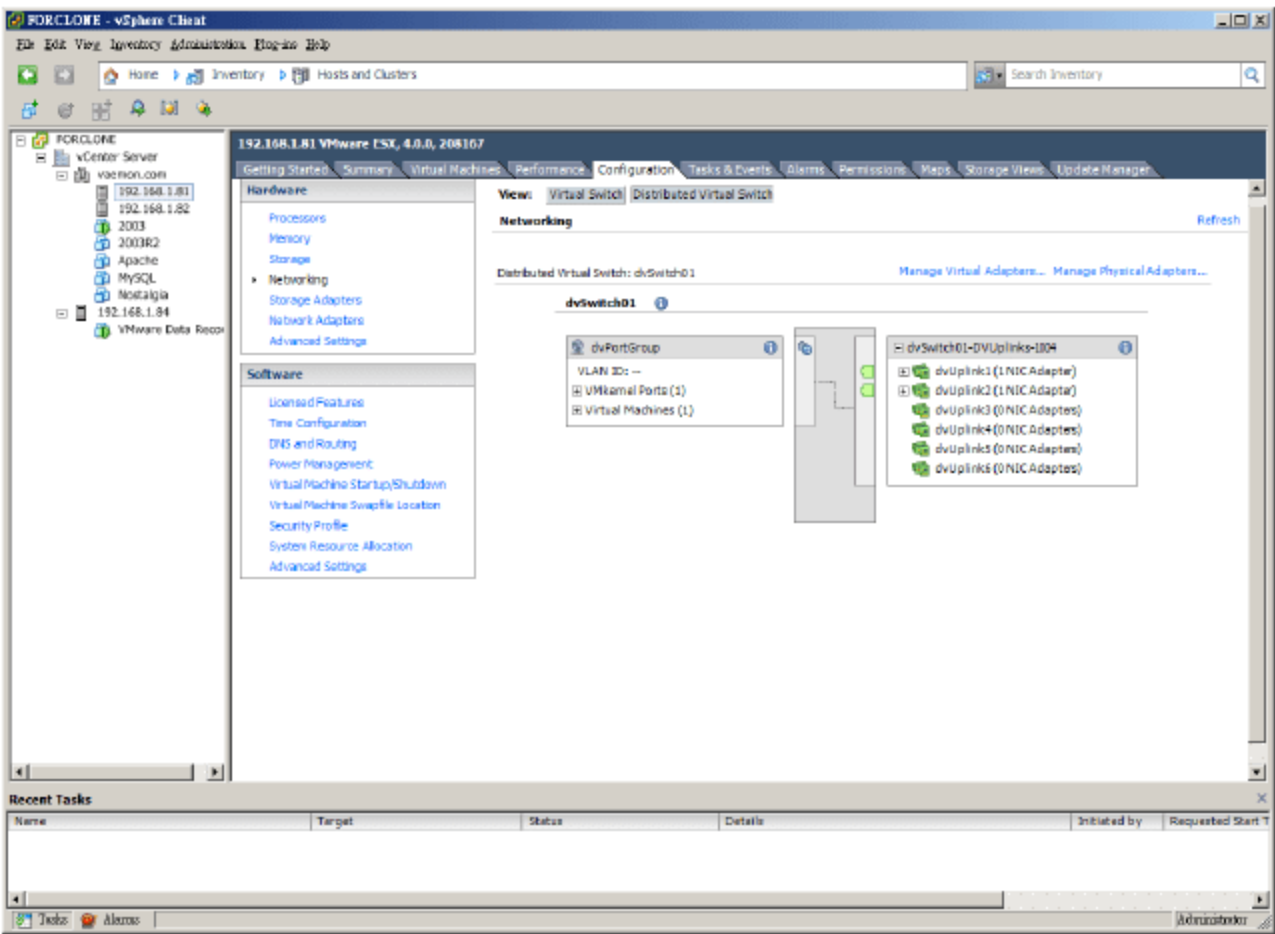 FORCLONE - vSphere Client
File Edit View Inventory Administration Plug-ins Help
Home Inventory Hosts and Clusters Search Inventory
FORCLONE
vCenter Server
vaemon.com
192.168.1.81
192.168.1.82
2003
2003R2
Apache
MySQL
Nostalgia
192.168.1.84
VMware Data Recov
192.168.1.81 VMware ESX, 4.0.0, 208167
Getting Started Summary Virtual Machines Performance Configuration Tasks & Events Alarms Permissions Maps Storage Views Update Manager
Hardware
Processors
Memory
Storage
Networking
Storage Adapters
Network Adapters
Advanced Settings
Software
Licensed Features
Time Configuration
DNS and Routing
Power Management
Virtual Machine Startup/Shutdown
Virtual Machine Swapfile Location
Security Profile
System Resource Allocation
Advanced Settings
View: Virtual Switch Distributed Virtual Switch
Networking Refresh
Distributed Virtual Switch: dvSwitch01 Manage Virtual Adapters... Manage Physical Adapters...
dvSwitch01
dvPortGroup
VLAN ID: --
VMkernel Ports (1)
Virtual Machines (1)
dvSwitch01-DVUplinks-1004
dvUplink1 (1 NIC Adapter)
dvUplink2 (1 NIC Adapter)
dvUplink3 (0 NIC Adapters)
dvUplink4 (0 NIC Adapters)
dvUplink5 (0 NIC Adapters)
dvUplink6 (0 NIC Adapters)
Recent Tasks
Name Target Status Details Initiated by Requested Start T
Tasks Alarms Administrator